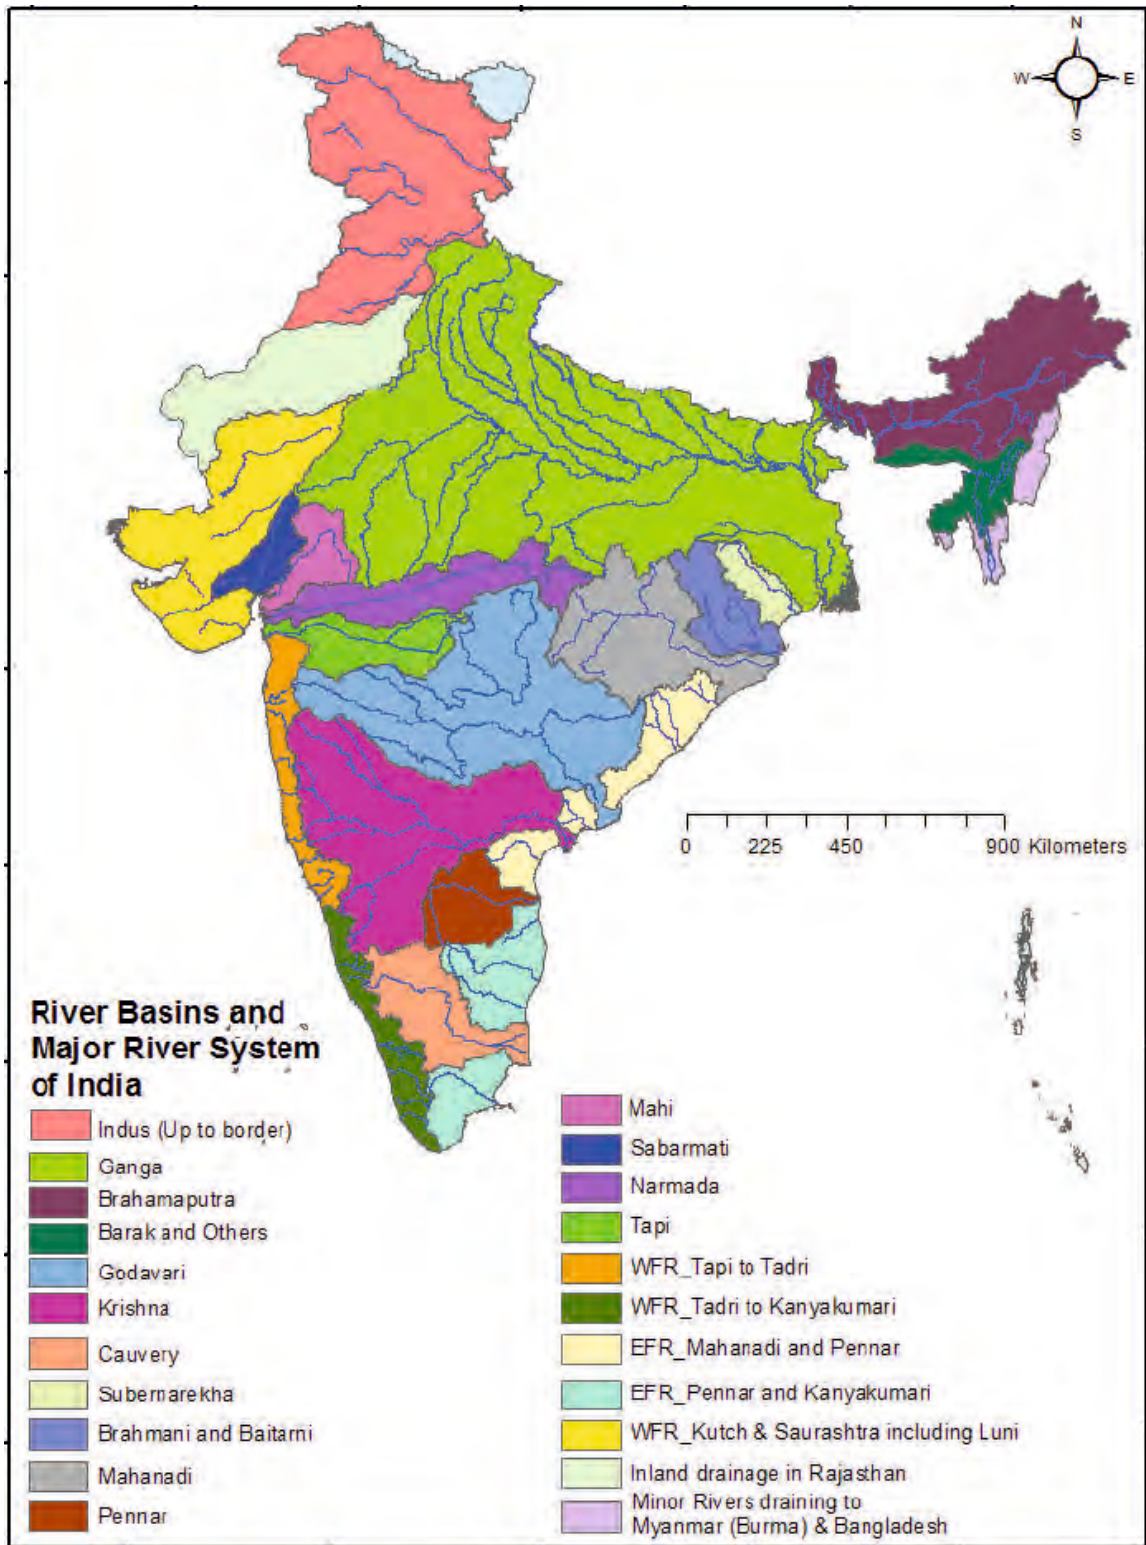 N
W
E
S
0 225 450 900 Kilometers
River Basins and
Major River System
of India
Indus (Up to border)
Ganga
Brahamaputra
Barak and Others
Godavari
Krishna
Cauvery
Subernarekha
Brahmani and Baitarni
Mahanadi
Pennar
Mahi
Sabarmati
Narmada
Tapi
WFR_Tapi to Tadri
WFR_Tadri to Kanyakumari
EFR_Mahanadi and Pennar
EFR_Pennar and Kanyakumari
WFR_Kutch & Saurashtra including Luni
Inland drainage in Rajasthan
Minor Rivers draining to
Myanmar (Burma) & Bangladesh